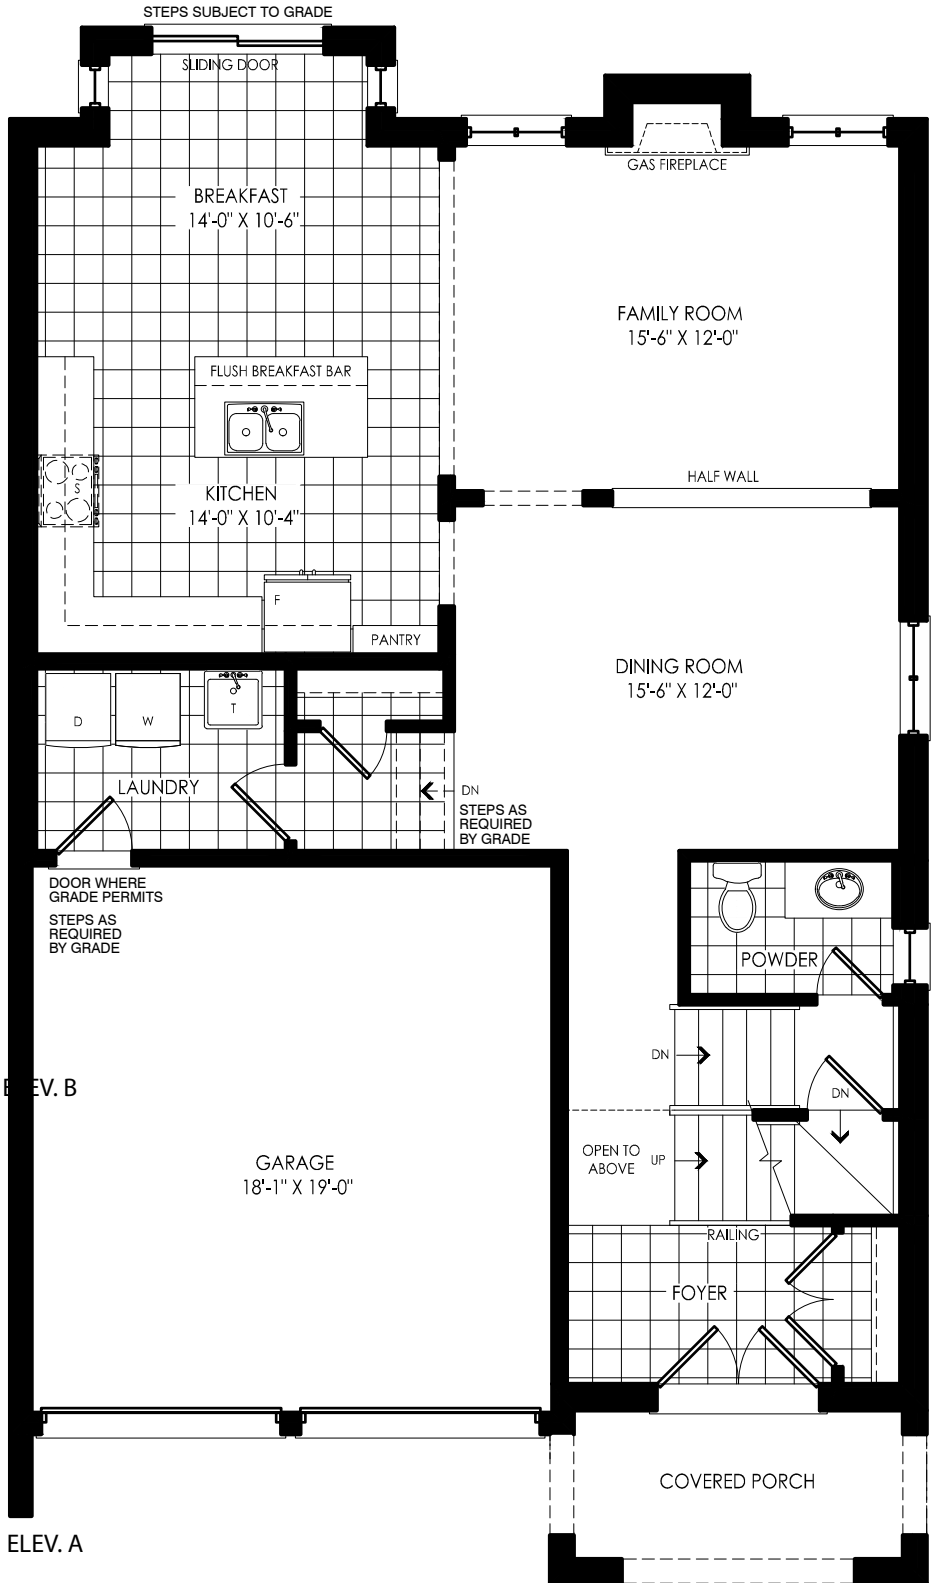 STEPS SUBJECT TO GRADE
SLIDING DOOR
GAS FIREPLACE
BREAKFAST
14'-0" X 10'-6"
FAMILY ROOM
15'-6" X 12'-0"
FLUSH BREAKFAST BAR
HALF WALL
S
KITCHEN
14'-0" X 10'-4"
F
PANTRY
DINING ROOM
15'-6" X 12'-0"
D
W
T
LAUNDRY
DN
STEPS AS
REQUIRED
BY GRADE
DOOR WHERE
GRADE PERMITS
STEPS AS
REQUIRED
BY GRADE
POWDER
DN
DN
ELEV. B
OPEN TO
ABOVE
UP
GARAGE
18'-1" X 19'-0"
RAILING
FOYER
COVERED PORCH
ELEV. A